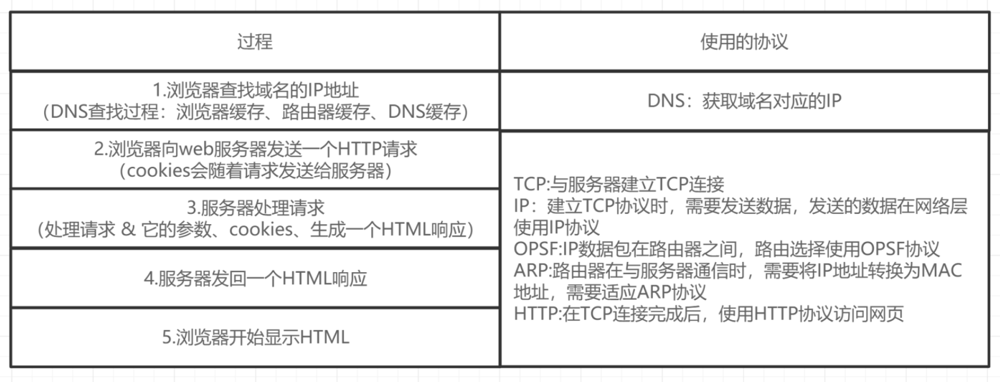 过程
使用的协议
1.浏览器查找域名的IP地址
（DNS查找过程：浏览器缓存、路由器缓存、DNS缓存）
DNS：获取域名对应的IP
2.浏览器向web服务器发送一个HTTP请求
（cookies会随着请求发送给服务器）
3.服务器处理请求
（处理请求 & 它的参数、cookies、生成一个HTML响应）
4.服务器发回一个HTML响应
5.浏览器开始显示HTML
TCP:与服务器建立TCP连接
IP：建立TCP协议时，需要发送数据，发送的数据在网络层
使用IP协议
OPSF:IP数据包在路由器之间，路由选择使用OPSF协议
ARP:路由器在与服务器通信时，需要将IP地址转换为MAC
地址，需要适应ARP协议
HTTP:在TCP连接完成后，使用HTTP协议访问网页